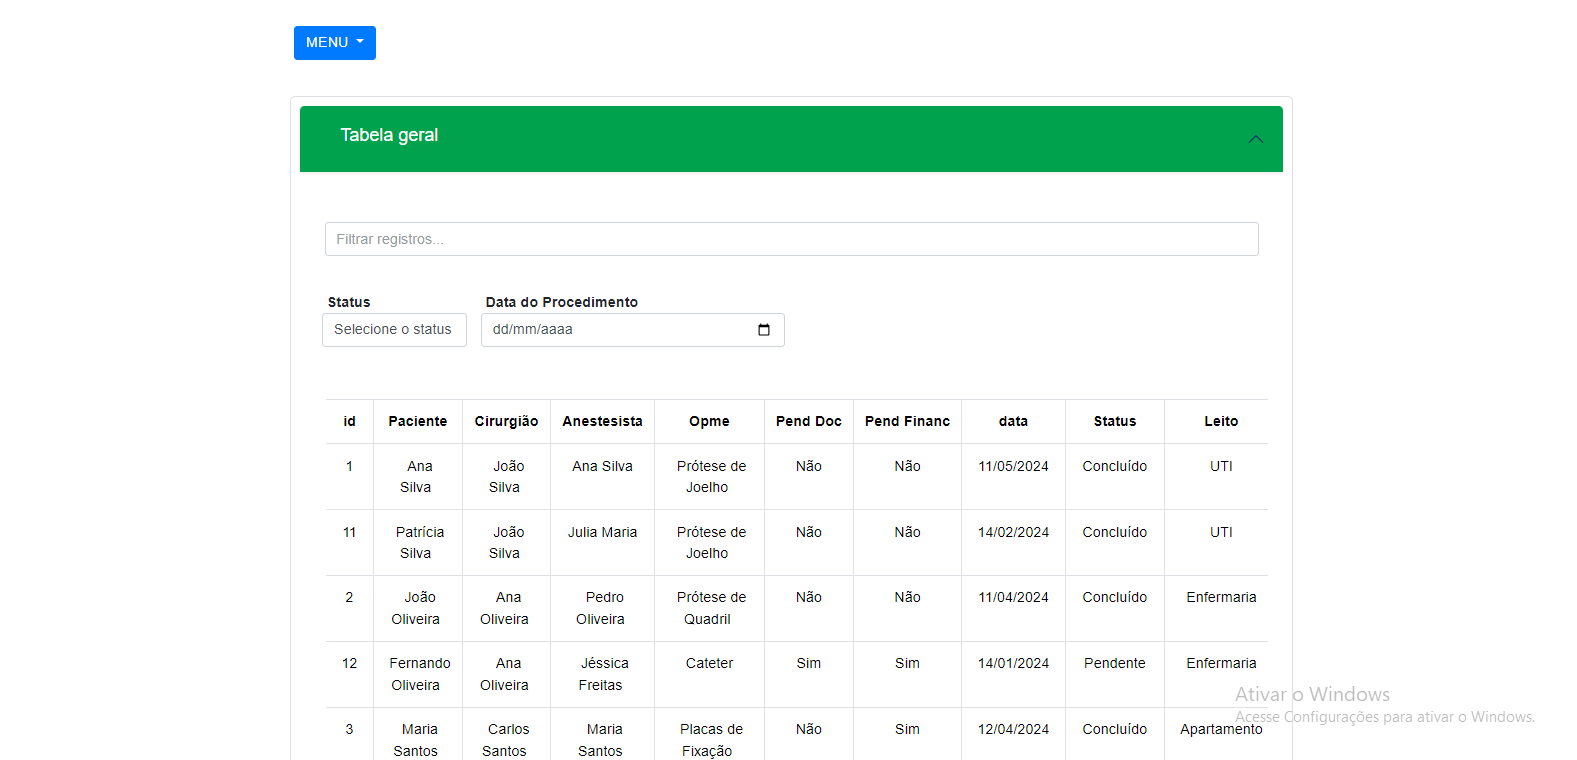 MENU
Tabela geral
Filtrar registros...
Status Data do Procedimento
Selecione o status dd/mm/aaaa
id Paciente Cirurgião Anestesista Opme Pend Doc Pend Financ data Status Leito
1 Ana Silva João Silva Ana Silva Prótese de Joelho Não Não 11/05/2024 Concluído UTI
11 Patrícia Silva João Silva Julia Maria Prótese de Joelho Não Não 14/02/2024 Concluído UTI
2 João Oliveira Ana Oliveira Pedro Oliveira Prótese de Quadril Não Não 11/04/2024 Concluído Enfermaria
12 Fernando Oliveira Ana Oliveira Jéssica Freitas Cateter Sim Sim 14/01/2024 Pendente Enfermaria
3 Maria Santos Carlos Santos Maria Santos Placas de Fixação Não Sim 12/04/2024 Concluído Apartamento
Ativar o Windows
Acesse Configurações para ativar o Windows.